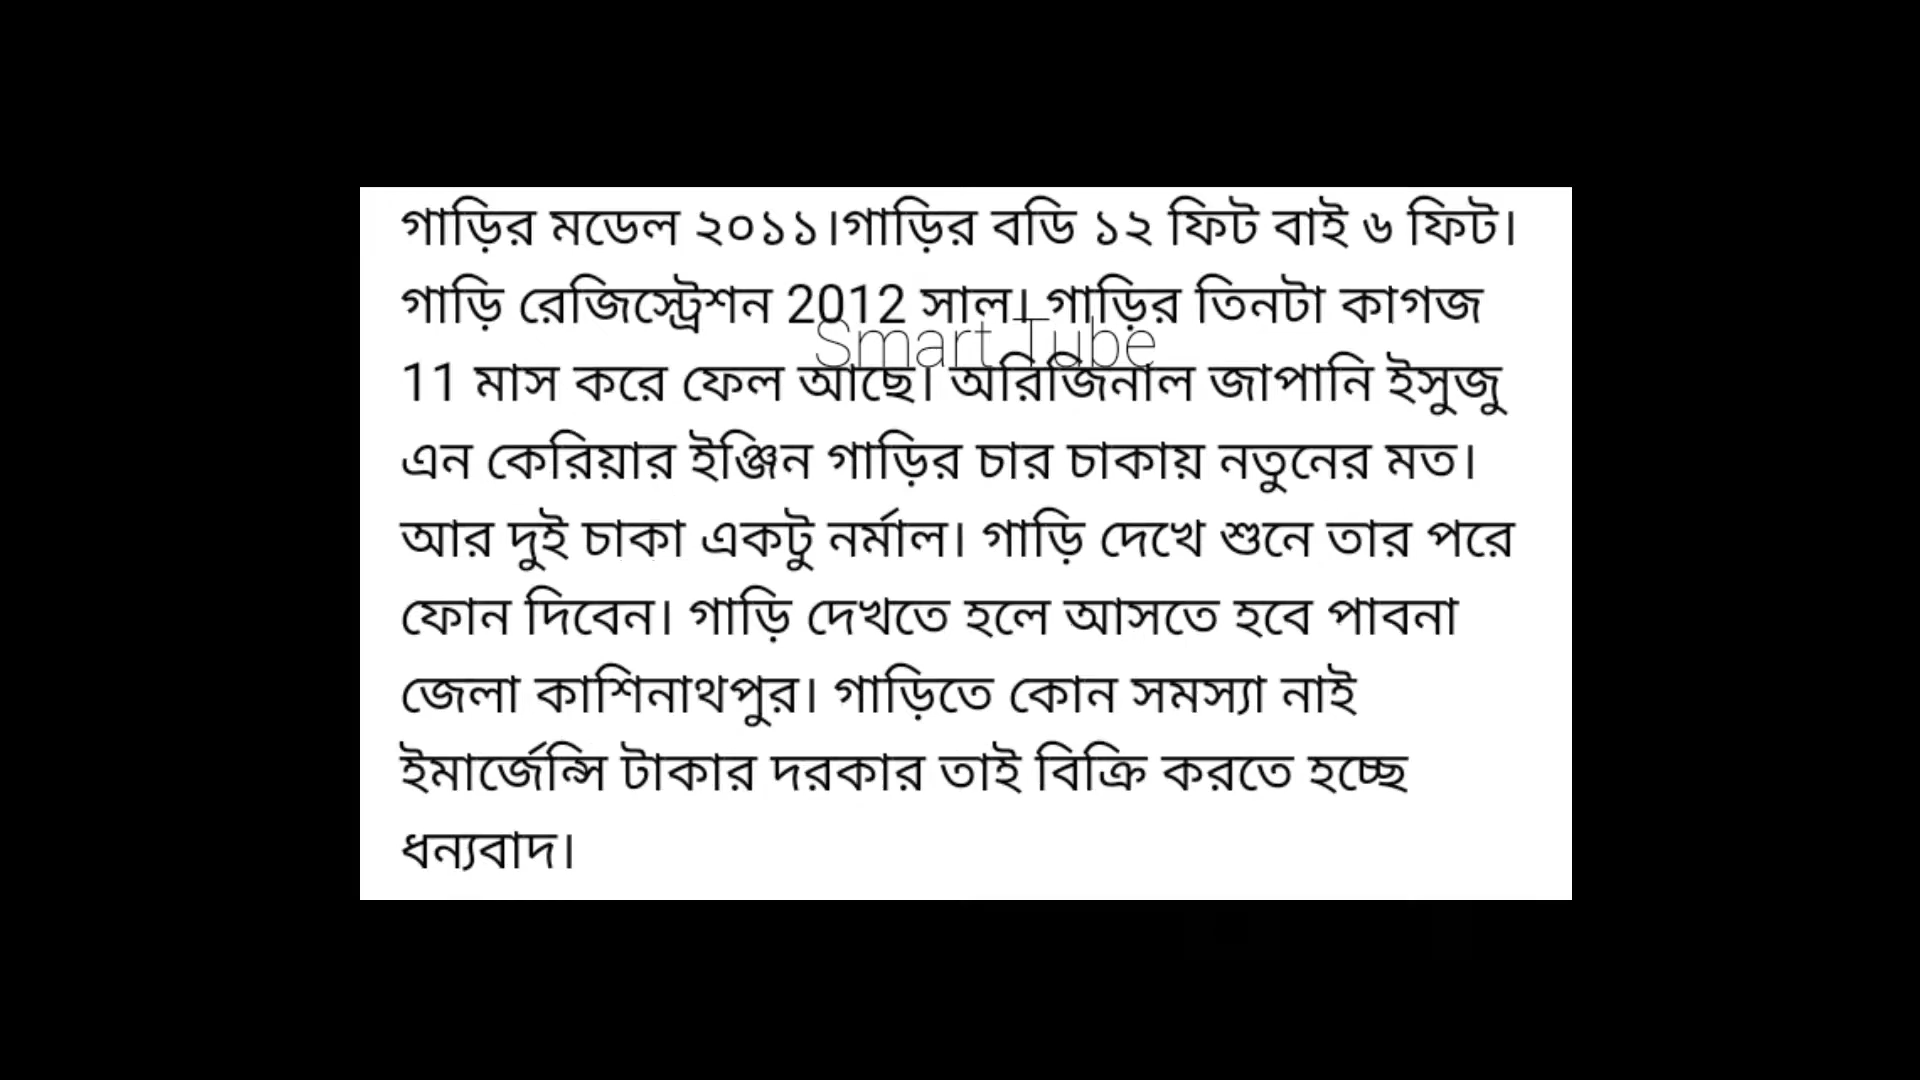 গাড়ির মডেল ২০১১।গাড়ির বডি ১২ ফিট বাই ৬ ফিট।
গাড়ি রেজিস্ট্রেশন 2012 সাল। গাড়ির তিনটা কাগজ
Smart Tube
11 মাস করে ফেল আছে। অরিজিনাল জাপানি ইসুজু
এন কেরিয়ার ইঞ্জিন গাড়ির চার চাকায় নতুনের মত।
আর দুই চাকা একটু নর্মাল। গাড়ি দেখে শুনে তার পরে
ফোন দিবেন। গাড়ি দেখতে হলে আসতে হবে পাবনা
জেলা কাশিনাথপুর। গাড়িতে কোন সমস্যা নাই
ইমার্জেন্সি টাকার দরকার তাই বিক্রি করতে হচ্ছে
ধন্যবাদ।